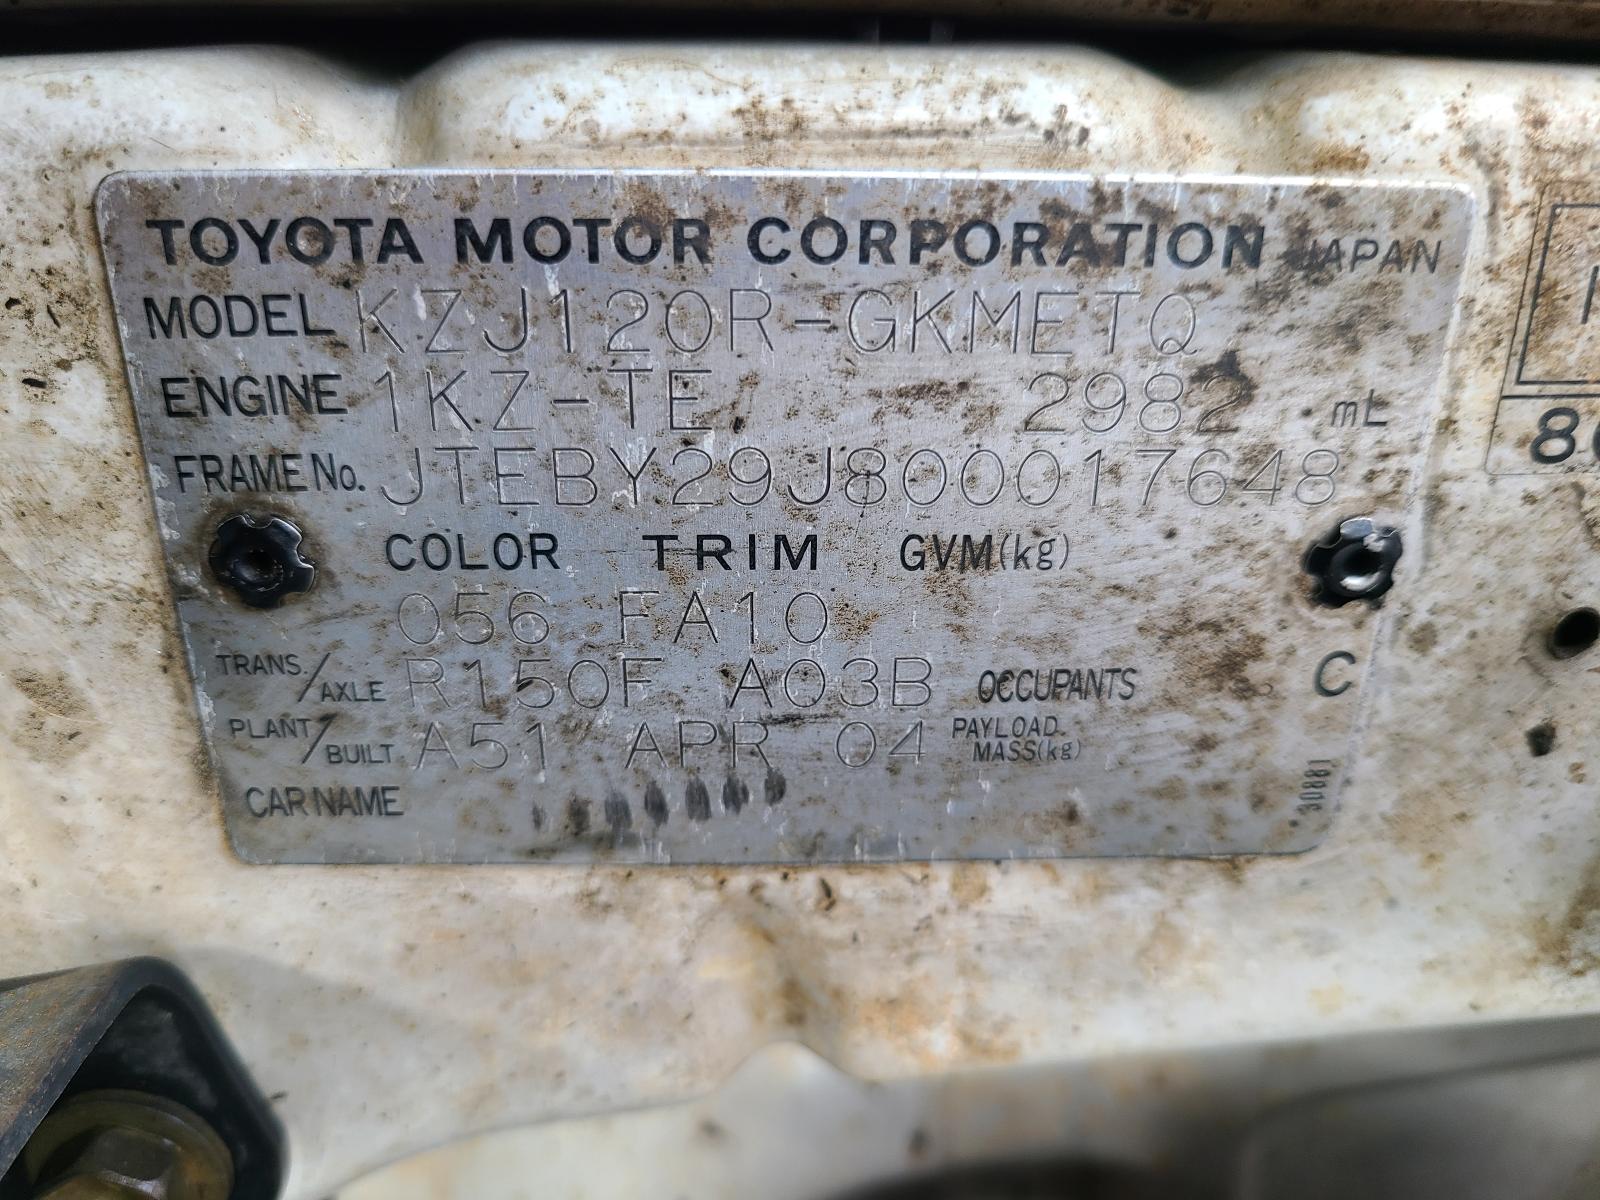 TOYOTA MOTOR CORPORATION JAPAN
MODEL KZJ120R-GKMETQ
ENGINE 1KZ-TE 2982 mL
FRAME No. JTEBY29J800017648
COLOR TRIM GVM(kg)
056 FA10
TRANS./AXLE R150F A03B OCCUPANTS C
PLANT/BUILT A51 APR 04 PAYLOAD MASS(kg)
CAR NAME
30881